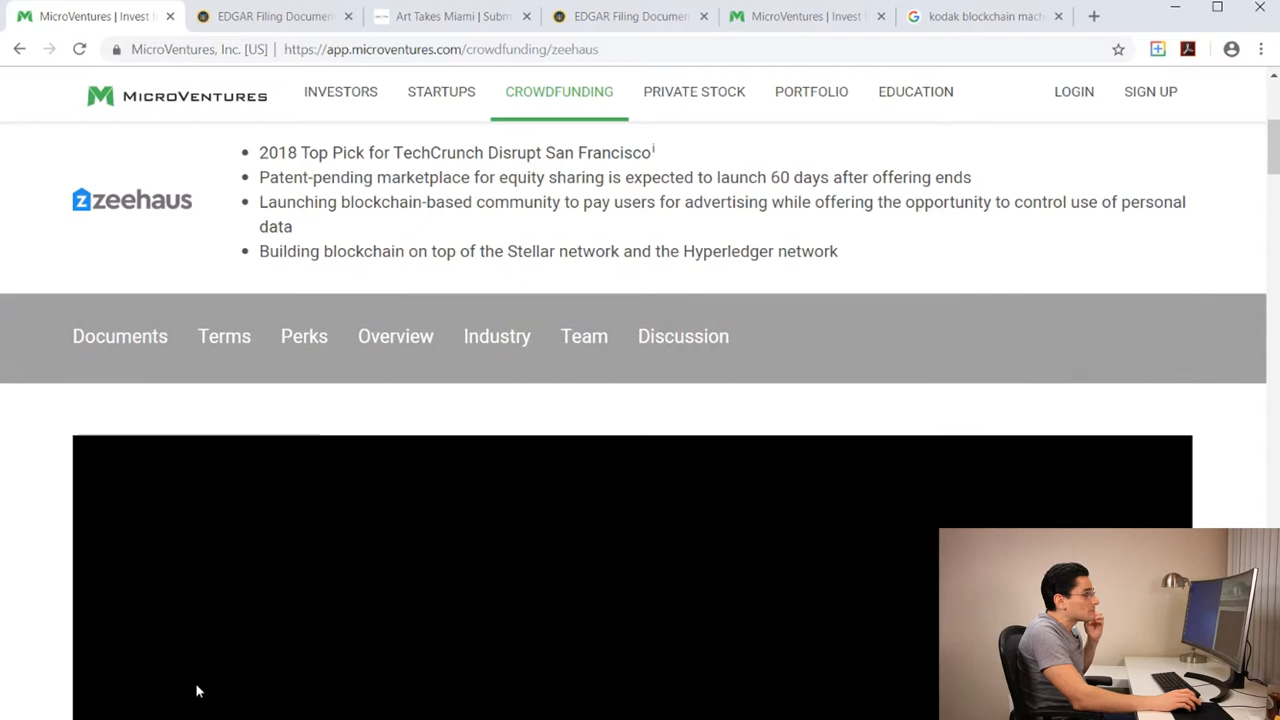 MicroVentures | Invest I
EDGAR Filing Documen
Art Takes Miami | Subm
EDGAR Filing Documen
MicroVentures | Invest I
kodak blockchain mach
MicroVentures, Inc. [US] | https://app.microventures.com/crowdfunding/zeehaus
MICROVENTURES INVESTORS STARTUPS CROWDFUNDING PRIVATE STOCK PORTFOLIO EDUCATION LOGIN SIGN UP
zeehaus
• 2018 Top Pick for TechCrunch Disrupt San Franciscoⁱ
• Patent-pending marketplace for equity sharing is expected to launch 60 days after offering ends
• Launching blockchain-based community to pay users for advertising while offering the opportunity to control use of personal
data
• Building blockchain on top of the Stellar network and the Hyperledger network
Documents Terms Perks Overview Industry Team Discussion